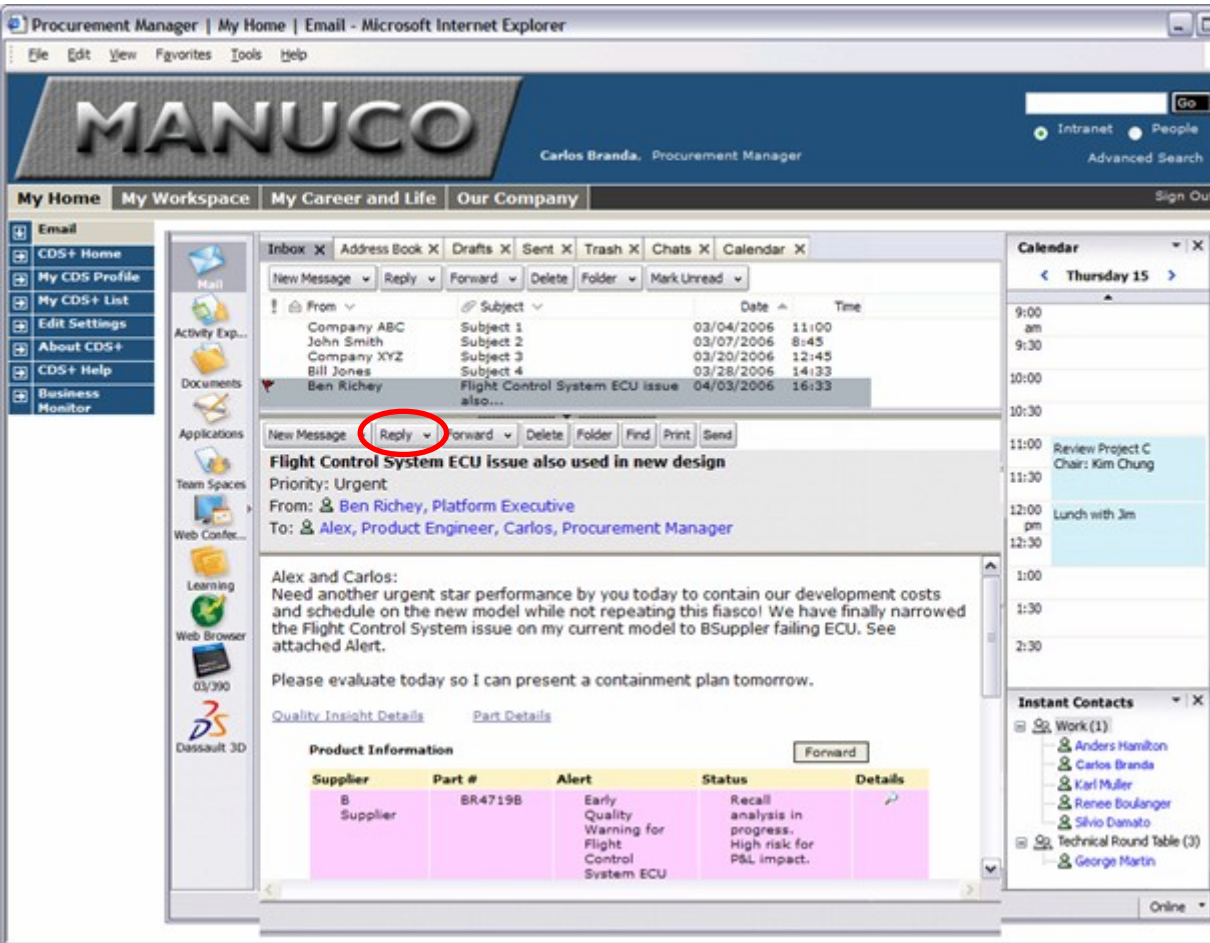 Procurement Manager | My Home | Email - Microsoft Internet Explorer
File Edit View Favorites Tools Help
MANUCO
Carlos Branda. Procurement Manager
Go
Intranet People
Advanced Search
My Home My Workspace My Career and Life Our Company
Sign Ou
Email
CDS+ Home
My CDS Profile
My CDS+ List
Edit Settings
About CDS+
CDS+ Help
Business
Monitor
Mail
Activity Exp...
Documents
Applications
Team Spaces
Web Confer...
Learning
Web Browser
03/390
Dassault 3D
Inbox X Address Book X Drafts X Sent X Trash X Chats X Calendar X
New Message Reply Forward Delete Folder Mark Unread
! From Subject Date Time
Company ABC Subject 1 03/04/2006 11:00
John Smith Subject 2 03/07/2006 8:45
Company XYZ Subject 3 03/20/2006 12:45
Bill Jones Subject 4 03/28/2006 14:33
Ben Richey Flight Control System ECU issue 04/03/2006 16:33
also...
New Message Reply Forward Delete Folder Find Print Send
Flight Control System ECU issue also used in new design
Priority: Urgent
From: Ben Richey, Platform Executive
To: Alex, Product Engineer, Carlos, Procurement Manager
Alex and Carlos:
Need another urgent star performance by you today to contain our development costs
and schedule on the new model while not repeating this fiasco! We have finally narrowed
the Flight Control System issue on my current model to BSuppler failing ECU. See
attached Alert.
Please evaluate today so I can present a containment plan tomorrow.
Quality Insight Details Part Details
Product Information
Forward
Supplier Part # Alert Status Details
B BR4719B Early Recall
Supplier Quality analysis in
Warning for progress.
Flight High risk for
Control P&L impact.
System ECU
Calendar
Thursday 15
9:00
am
9:30
10:00
10:30
11:00 Review Project C
Chair: Kim Chung
11:30
12:00 Lunch with Jim
pm
12:30
1:00
1:30
2:30
Instant Contacts
Work (1)
Anders Hamilton
Carlos Branda
Karl Muller
Renee Boulanger
Silvio Damato
Technical Round Table (3)
George Martin
Online